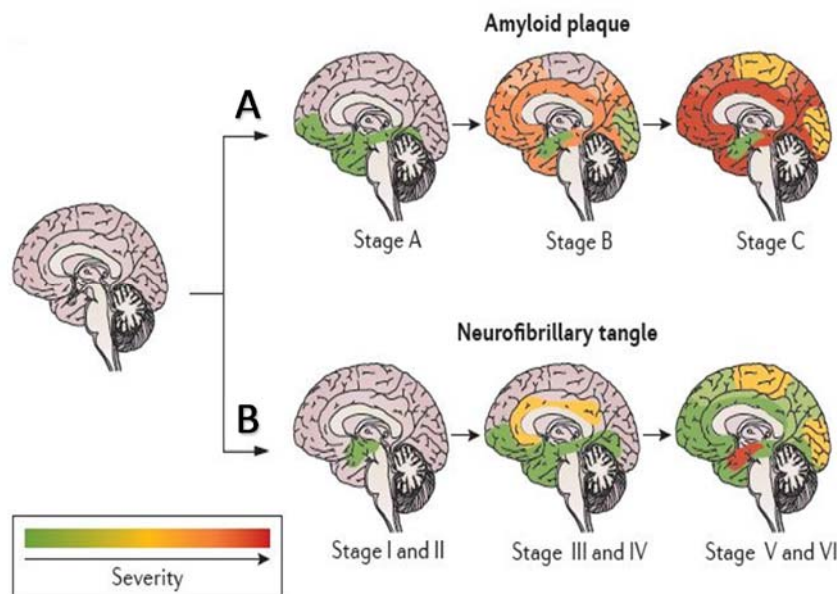 Amyloid plaque
A
Stage A
Stage B
Stage C
Neurofibrillary tangle
B
Stage I and II
Stage III and IV
Stage V and VI
Severity